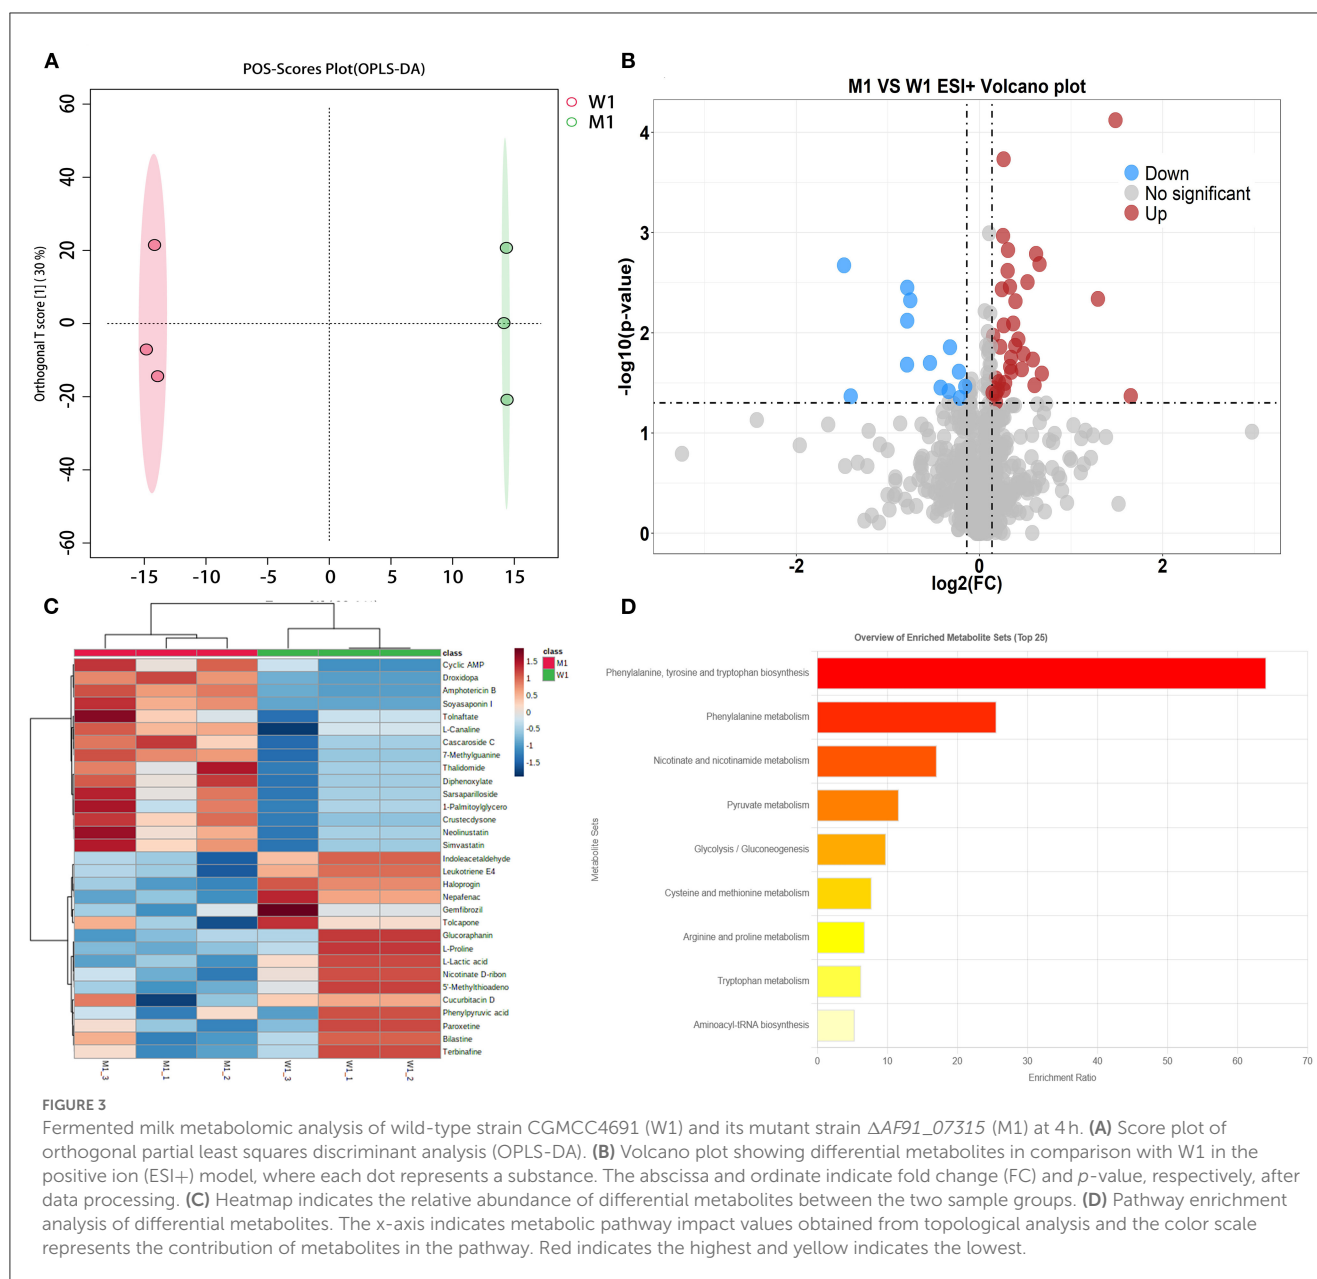 A
POS-Scores Plot(OPLS-DA)
Orthogonal T score [1] ( 30 %)
60
40
20
0
-20
-40
-60
-15
-10
-5
0
5
10
15
W1
M1
B
M1 VS W1 ESI+ Volcano plot
-log10(p-value)
4
3
2
1
0
-2
0
2
log2(FC)
Down
No significant
Up
C
class
Cyclic AMP
Droxidopa
Amphotericin B
Soyasaponin I
Tolnaftate
L-Canaline
Cascaroside C
7-Methylguanine
Thalidomide
Diphenoxylate
Sarsaparilloside
1-Palmitoylglycero
Crustecdysone
Neolinustatin
Simvastatin
Indoleacetaldehyde
Leukotriene E4
Haloprogin
Nepafenac
Gemfibrozil
Tolcapone
Glucoraphanin
L-Proline
L-Lactic acid
Nicotinate D-ribon
5'-Methylthioadeno
Cucurbitacin D
Phenylpyruvic acid
Paroxetine
Bilastine
Terbinafine
M1_3
M1_1
M1_2
W1_3
W1_1
W1_2
1.5
1
0.5
0
-0.5
-1
-1.5
class
M1
W1
D
Overview of Enriched Metabolite Sets (Top 25)
Metabolite Sets
Phenylalanine, tyrosine and tryptophan biosynthesis
Phenylalanine metabolism
Nicotinate and nicotinamide metabolism
Pyruvate metabolism
Glycolysis / Gluconeogenesis
Cysteine and methionine metabolism
Arginine and proline metabolism
Tryptophan metabolism
Aminoacyl-tRNA biosynthesis
0
10
20
30
40
50
60
70
Enrichment Ratio
FIGURE 3
Fermented milk metabolomic analysis of wild-type strain CGMCC4691 (W1) and its mutant strain ΔAF91_07315 (M1) at 4 h. (A) Score plot of
orthogonal partial least squares discriminant analysis (OPLS-DA). (B) Volcano plot showing differential metabolites in comparison with W1 in the
positive ion (ESI+) model, where each dot represents a substance. The abscissa and ordinate indicate fold change (FC) and p-value, respectively, after
data processing. (C) Heatmap indicates the relative abundance of differential metabolites between the two sample groups. (D) Pathway enrichment
analysis of differential metabolites. The x-axis indicates metabolic pathway impact values obtained from topological analysis and the color scale
represents the contribution of metabolites in the pathway. Red indicates the highest and yellow indicates the lowest.